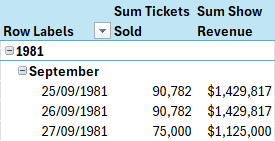 Sum Tickets Sum Show
Row Labels Sold Revenue
1981
September
25/09/1981 90,782 $1,429,817
26/09/1981 90,782 $1,429,817
27/09/1981 75,000 $1,125,000